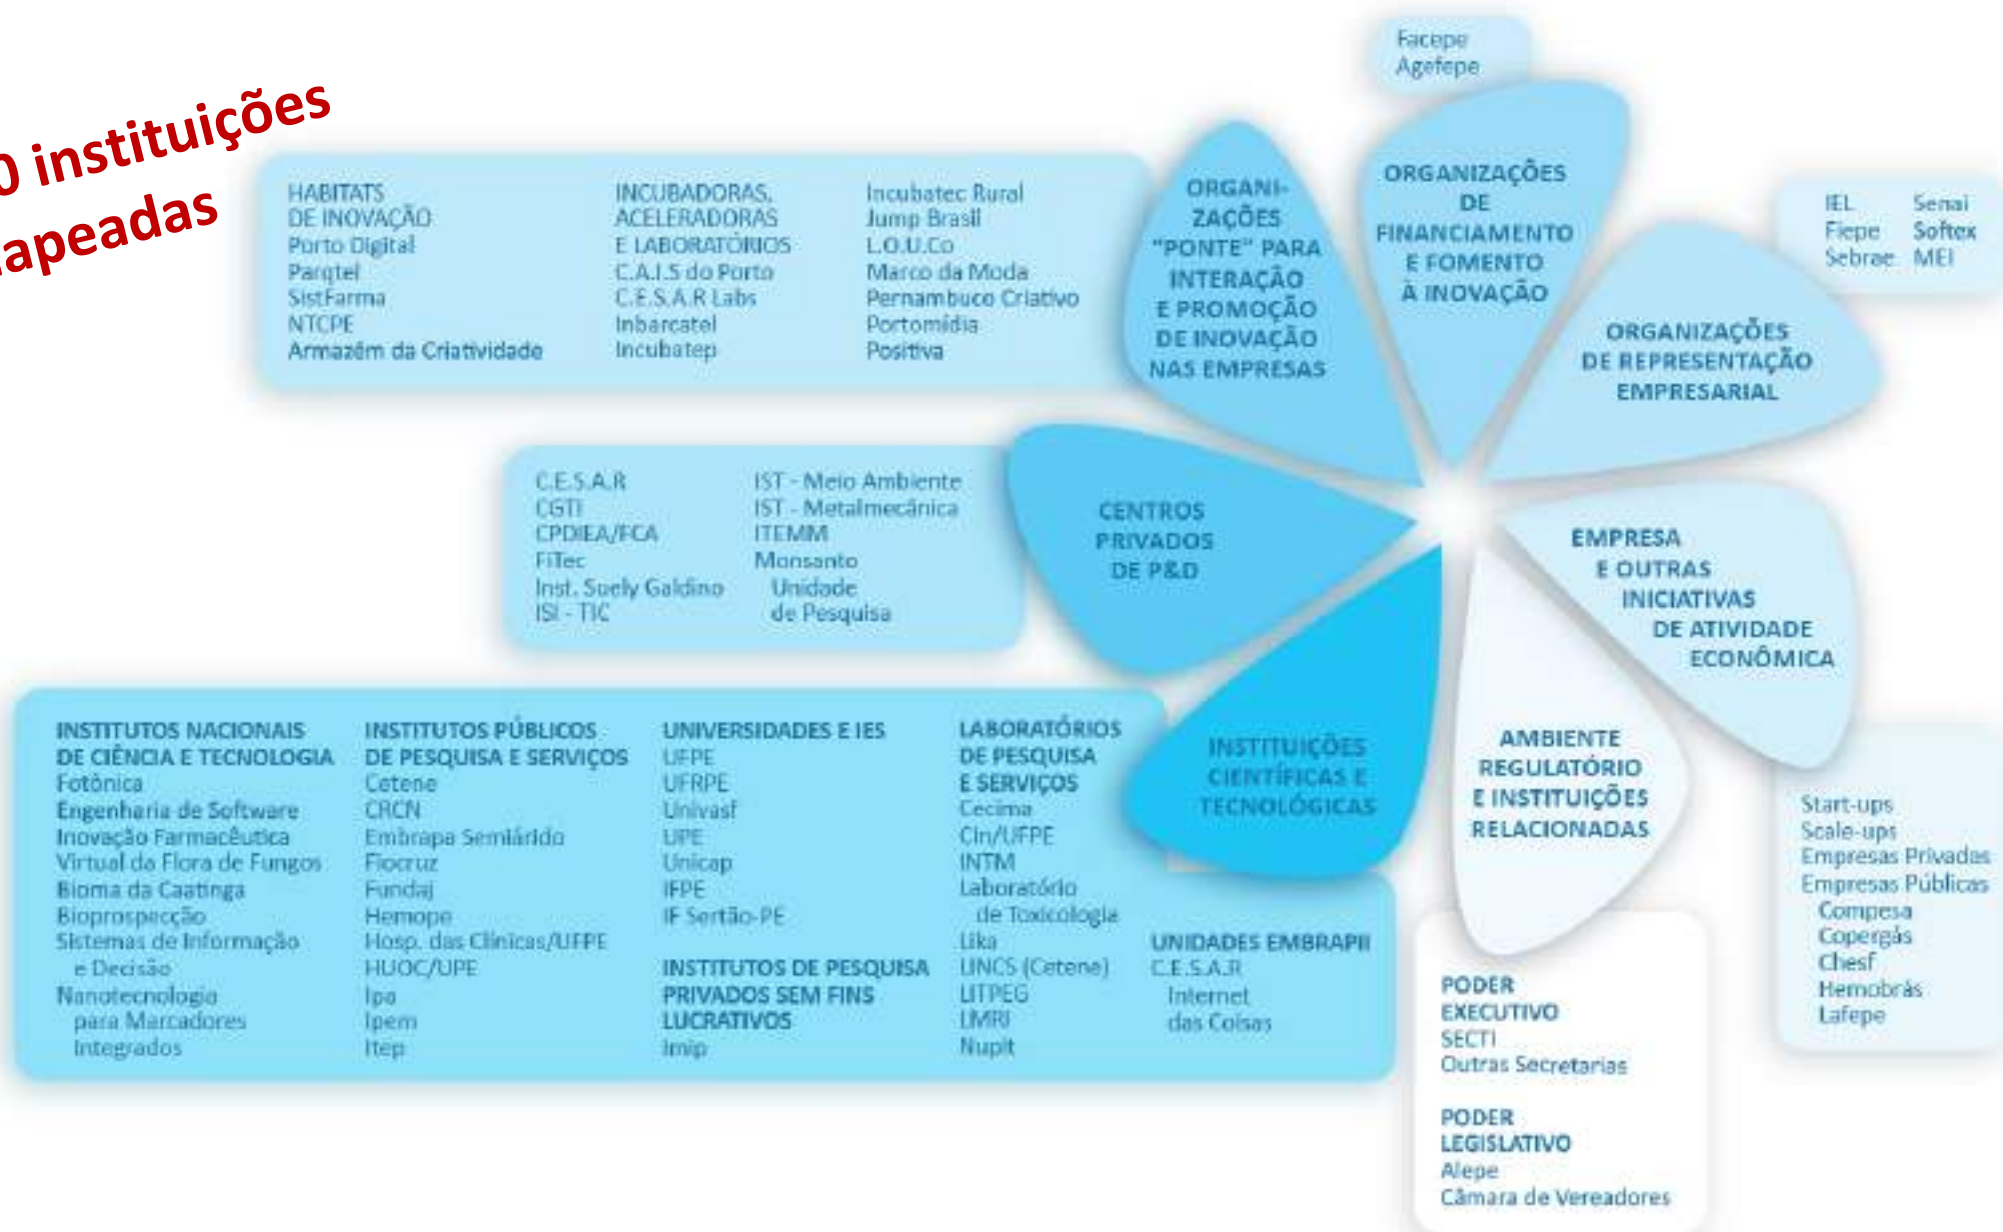 0 instituições
apeadas
Facepe
Agefepe
ORGANIZAÇÕES
DE
FINANCIAMENTO
E FOMENTO
À INOVAÇÃO
HABITATS
DE INOVAÇÃO
Porto Digital
Parqtel
SistFarma
NTCPE
Armazém da Criatividade
INCUBADORAS,
ACELERADORAS
E LABORATÓRIOS
C.A.I.S do Porto
C.E.S.A.R Labs
Inbarcatel
Incubatep
Incubatec Rural
Jump Brasil
L.O.U.Co
Marco da Moda
Pernambuco Criativo
Portomídia
Positiva
ORGANI-
ZAÇÕES
"PONTE" PARA
INTERAÇÃO
E PROMOÇÃO
DE INOVAÇÃO
NAS EMPRESAS
IEL
Fiepe
Sebrae
Senai
Softex
MEI
ORGANIZAÇÕES
DE REPRESENTAÇÃO
EMPRESARIAL
C.E.S.A.R
CGTI
CPDIEA/FCA
FiTec
Inst. Suely Galdino
ISI - TIC
IST - Meio Ambiente
IST - Metalmecânica
ITEMM
Monsanto
Unidade
de Pesquisa
CENTROS
PRIVADOS
DE P&D
EMPRESA
E OUTRAS
INICIATIVAS
DE ATIVIDADE
ECONÔMICA
INSTITUTOS NACIONAIS
DE CIÊNCIA E TECNOLOGIA
Fotônica
Engenharia de Software
Inovação Farmacêutica
Virtual da Flora de Fungos
Bioma da Caatinga
Bioprospecção
Sistemas de Informação
e Decisão
Nanotecnologia
para Marcadores
Integrados
INSTITUTOS PÚBLICOS
DE PESQUISA E SERVIÇOS
Cetene
CRCN
Embrapa Semiárido
Fiocruz
Fundaj
Hemope
Hosp. das Clínicas/UFPE
HUOC/UPE
Ipa
Ipem
Itep
UNIVERSIDADES E IES
UFPE
UFRPE
Univasf
UPE
Unicap
IFPE
IF Sertão-PE
INSTITUTOS DE PESQUISA
PRIVADOS SEM FINS
LUCRATIVOS
Imip
LABORATÓRIOS
DE PESQUISA
E SERVIÇOS
Cecima
Cin/UFPE
INTM
Laboratório
de Toxicologia
Lika
LINCS (Cetene)
LITPEG
LMRI
Nupit
UNIDADES EMBRAPII
C.E.S.A.R
Internet
das Coisas
INSTITUIÇÕES
CIENTÍFICAS E
TECNOLÓGICAS
AMBIENTE
REGULATÓRIO
E INSTITUIÇÕES
RELACIONADAS
PODER
EXECUTIVO
SECTI
Outras Secretarias
PODER
LEGISLATIVO
Alepe
Câmara de Vereadores
Start-ups
Scale-ups
Empresas Privadas
Empresas Públicas
Compesa
Copergás
Chesf
Hemobrás
Lafepe